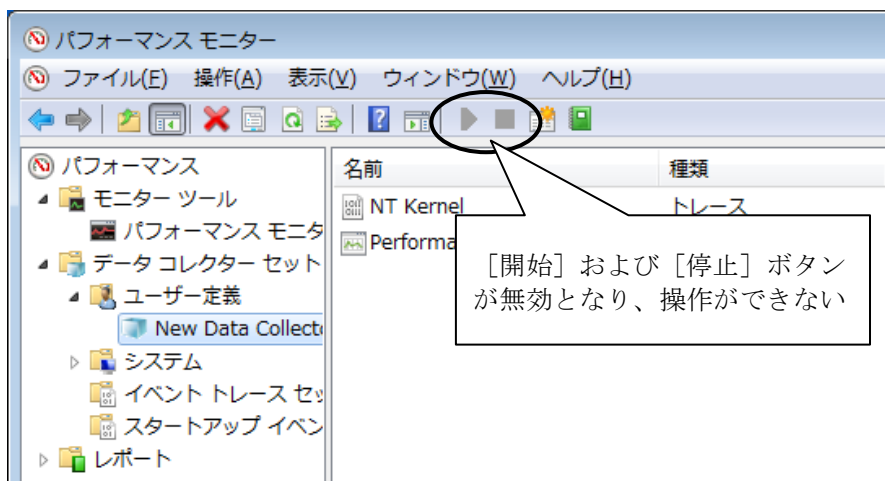 パフォーマンス モニター
ファイル(F) 操作(A) 表示(V) ウィンドウ(W) ヘルプ(H)
パフォーマンス
モニター ツール
パフォーマンス モニタ
データ コレクター セット
ユーザー定義
New Data Collect
システム
イベント トレース セッ
スタートアップ イベン
レポート
名前 種類
NT Kernel トレース
Performa
［開始］および［停止］ボタン
が無効となり、操作ができない